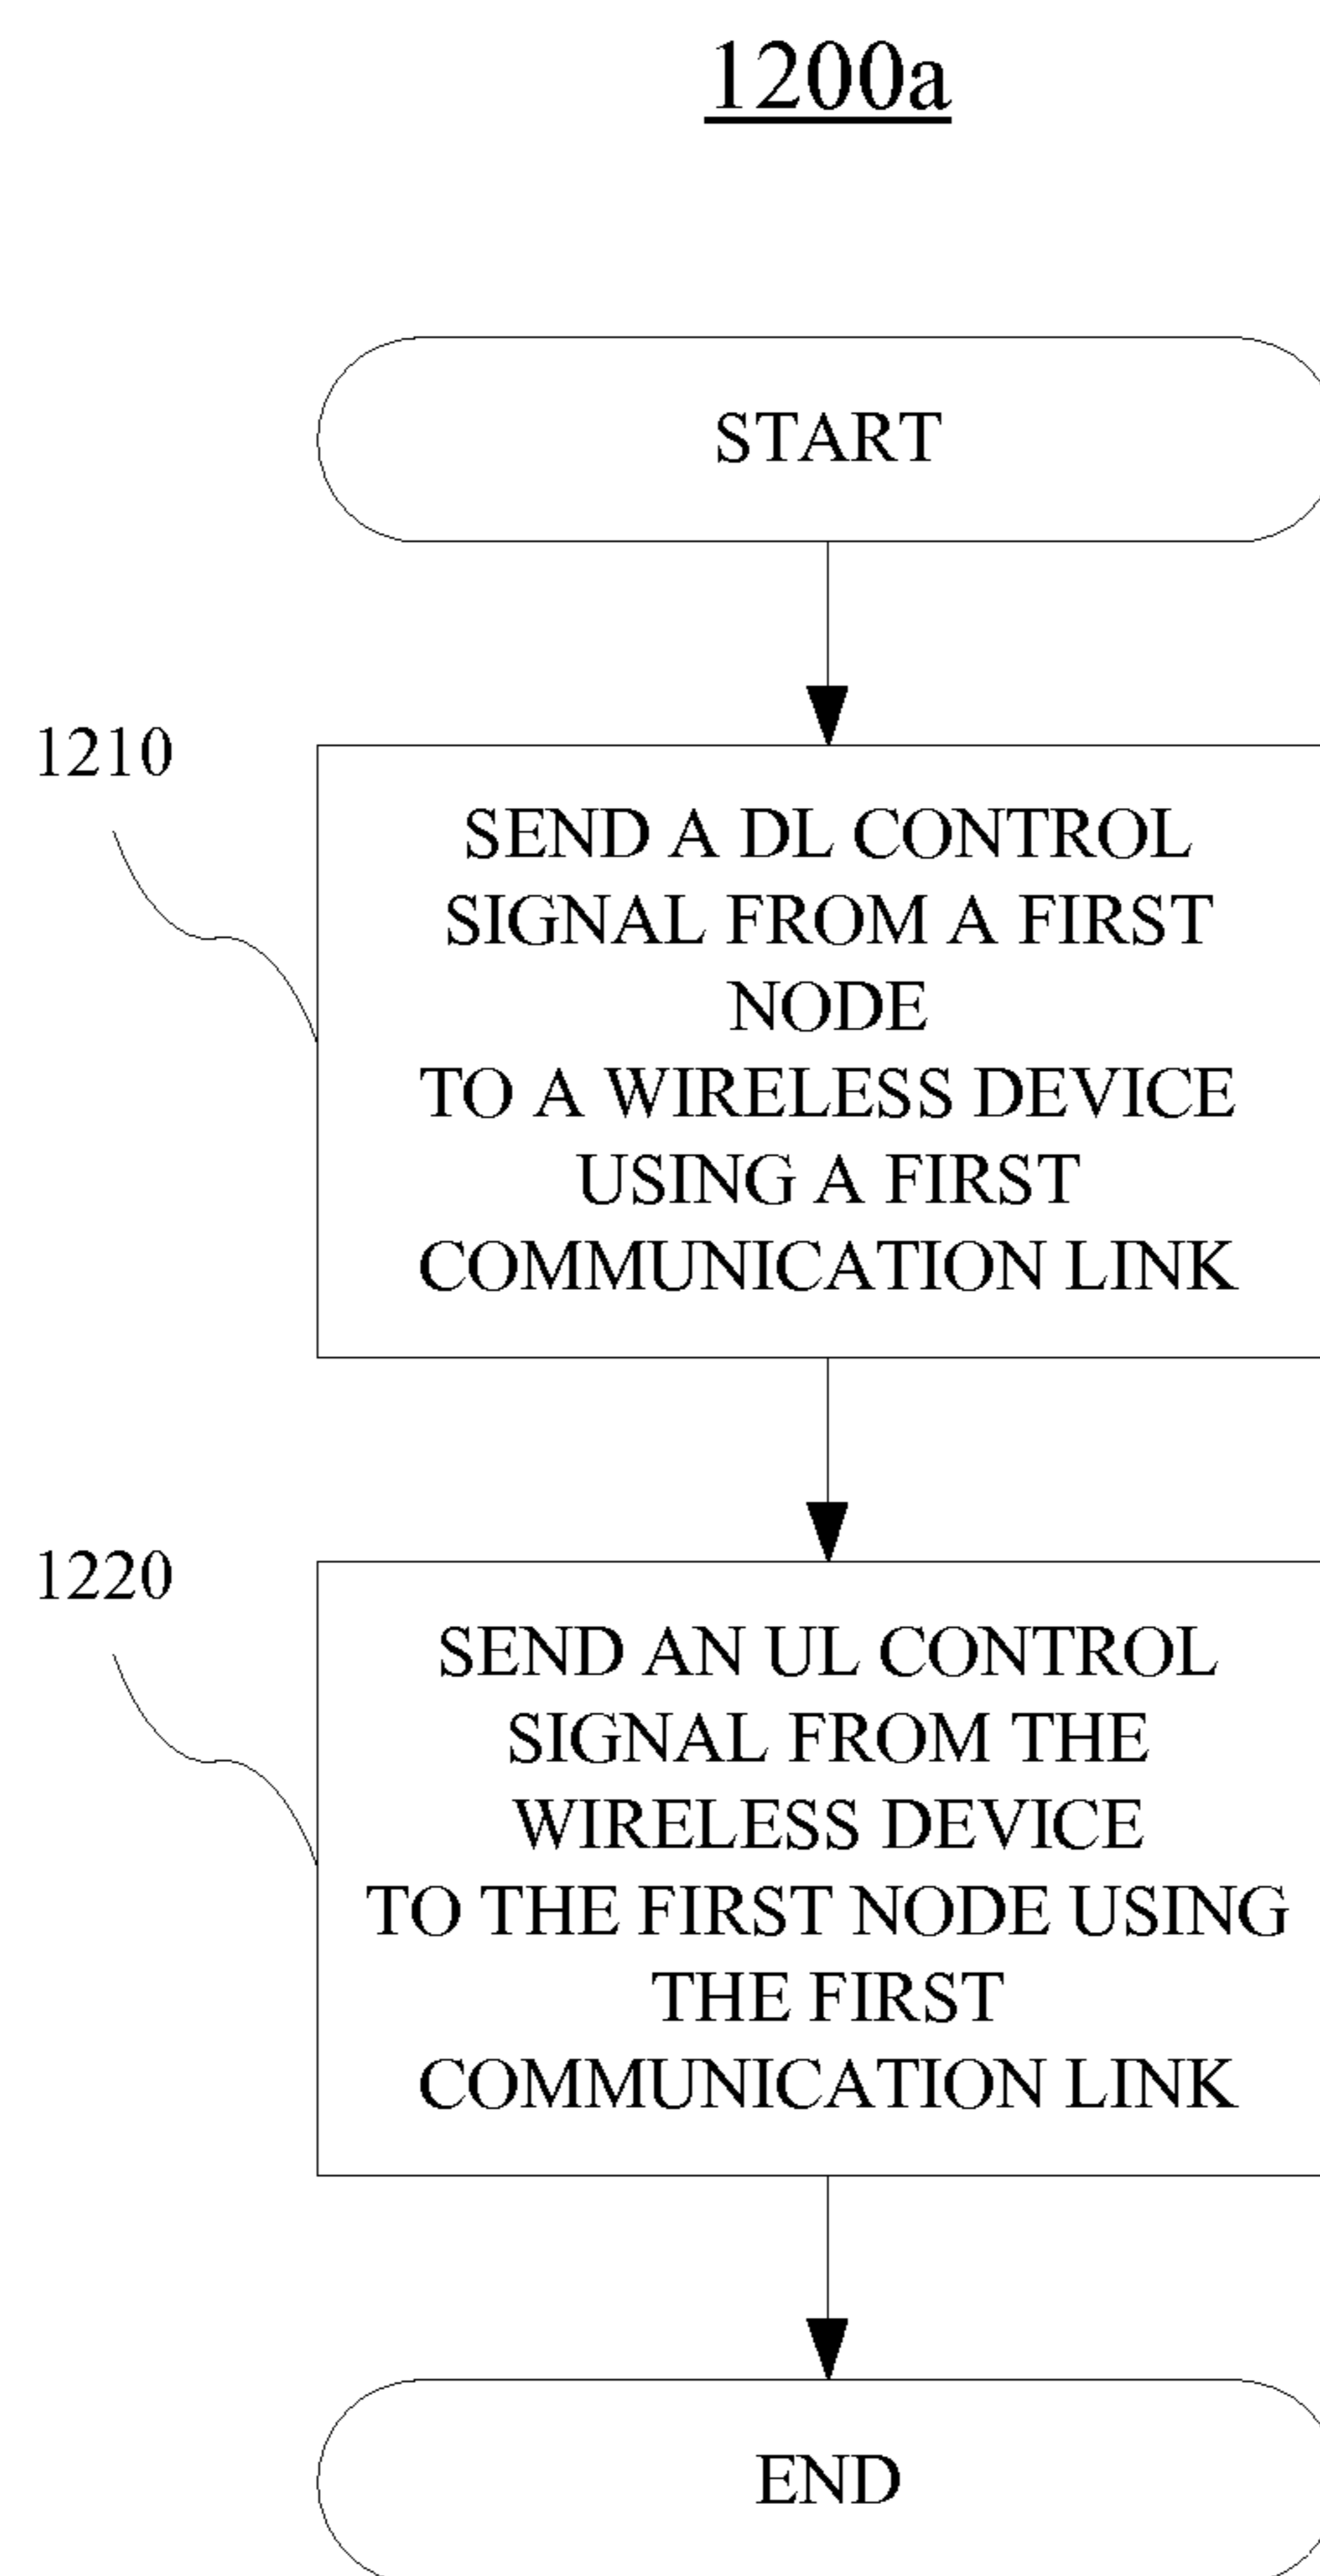 1200a
START
1210
SEND A DL CONTROL
SIGNAL FROM A FIRST
NODE
TO A WIRELESS DEVICE
USING A FIRST
COMMUNICATION LINK
1220
SEND AN UL CONTROL
SIGNAL FROM THE
WIRELESS DEVICE
TO THE FIRST NODE USING
THE FIRST
COMMUNICATION LINK
END